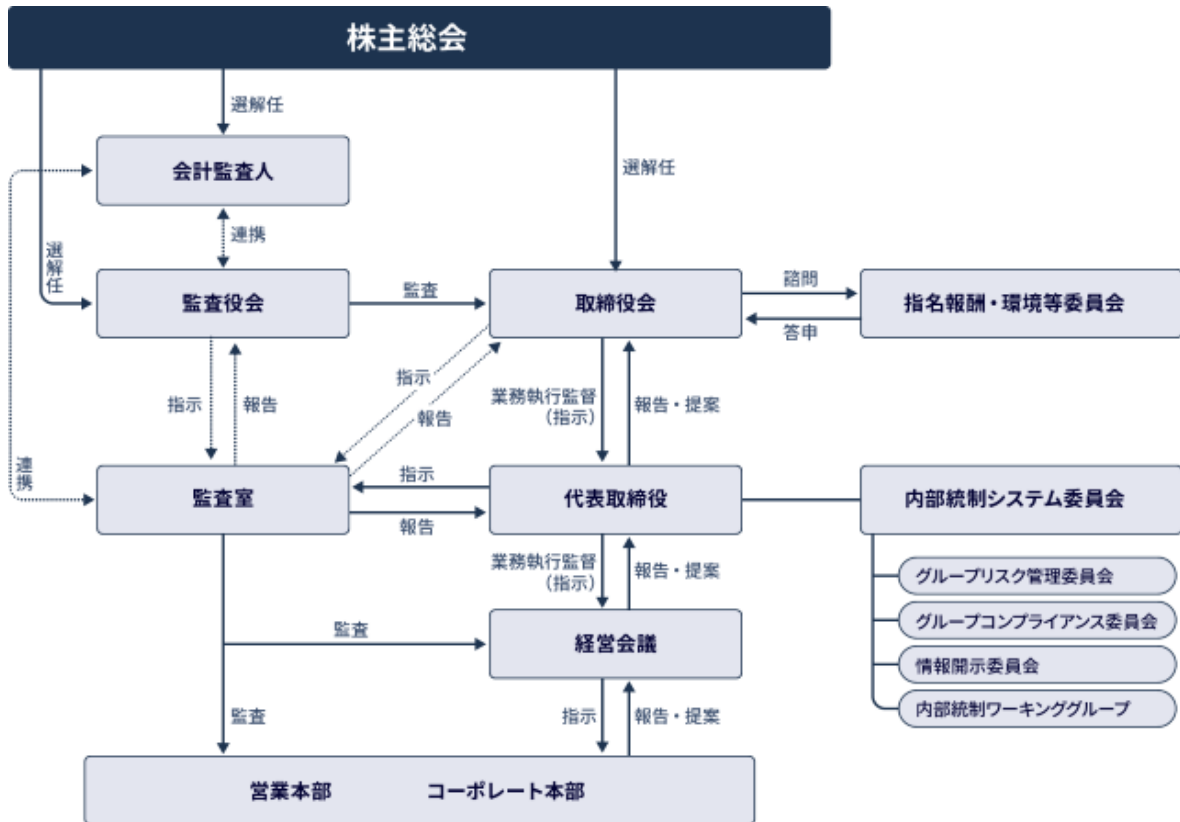 株主総会
選解任
会計監査人
選解任
連携
選解任
監査役会
監査
取締役会
諮問
答申
指名報酬・環境等委員会
指示
報告
指示
報告
業務執行監督
(指示)
報告・提案
連携
監査室
指示
報告
代表取締役
内部統制システム委員会
業務執行監督
(指示)
報告・提案
グループリスク管理委員会
グループコンプライアンス委員会
監査
経営会議
情報開示委員会
内部統制ワーキンググループ
監査
指示
報告・提案
営業本部 コーポレート本部